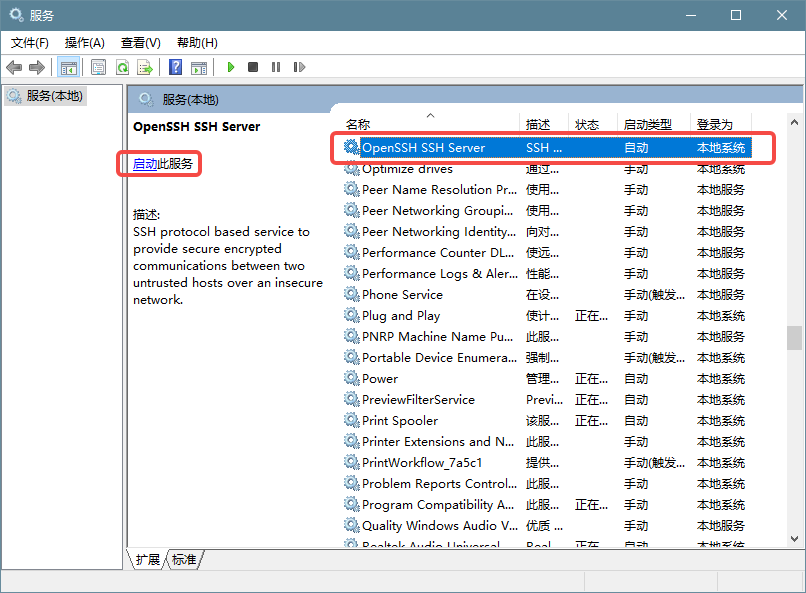 服务
文件(F) 操作(A) 查看(V) 帮助(H)
服务(本地)
服务(本地)
OpenSSH SSH Server
启动此服务
描述:
SSH protocol based service to
provide secure encrypted
communications between two
untrusted hosts over an insecure
network.
名称 描述 状态 启动类型 登录为
OpenSSH SSH Server SSH ... 自动 本地系统
Optimize drives 通过... 手动 本地系统
Peer Name Resolution Pr... 使用... 手动 本地服务
Peer Networking Groupi... 使用... 手动 本地服务
Peer Networking Identity... 向对... 手动 本地服务
Performance Counter DL... 使远... 手动 本地服务
Performance Logs & Aler... 性能... 手动 本地服务
Phone Service 在设... 手动(触发... 本地服务
Plug and Play 使计... 正在... 手动 本地系统
PNRP Machine Name Pu... 此服... 手动 本地服务
Portable Device Enumera... 强制... 手动(触发... 本地系统
Power 管理... 正在... 自动 本地系统
PreviewFilterService Previ... 正在... 自动 本地系统
Print Spooler 该服... 正在... 自动 本地系统
Printer Extensions and N... 此服... 手动 本地系统
PrintWorkflow_7a5c1 提供... 手动(触发... 本地系统
Problem Reports Control... 此服... 手动 本地系统
Program Compatibility A... 此服... 正在... 手动 本地系统
Quality Windows Audio V... 优质 ... 手动 本地服务
Realtek Audio Universal ... Real... 正在... 自动 本地系统
扩展 标准